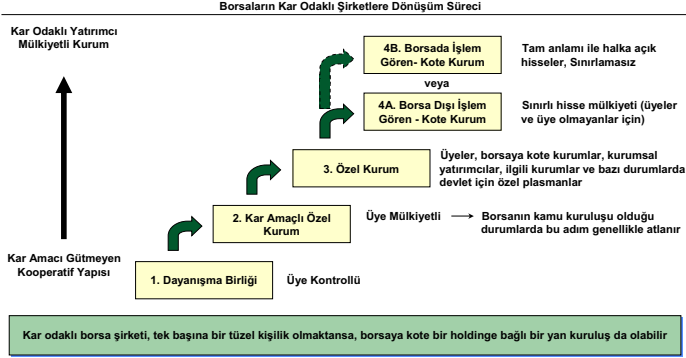 Borsaların Kar Odaklı Şirketlere Dönüşüm Süreci
Kar Odaklı Yatırımcı
Mülkiyetli Kurum
4B. Borsada İşlem
Gören- Kote Kurum
Tam anlamı ile halka açık
hisseler, Sınırlamasız
veya
4A. Borsa Dışı İşlem
Gören - Kote Kurum
Sınırlı hisse mülkiyeti (üyeler
ve üye olmayanlar için)
3. Özel Kurum
Üyeler, borsaya kote kurumlar, kurumsal
yatırımcılar, ilgili kurumlar ve bazı durumlarda
devlet için özel plasmanlar
2. Kar Amaçlı Özel
Kurum
Üye Mülkiyetli
Borsanın kamu kuruluşu olduğu
durumlarda bu adım genellikle atlanır
Kar Amacı Gütmeyen
Kooperatif Yapısı
1. Dayanışma Birliği
Üye Kontrollü
Kar odaklı borsa şirketi, tek başına bir tüzel kişilik olmaktansa, borsaya kote bir holdinge bağlı bir yan kuruluş da olabilir